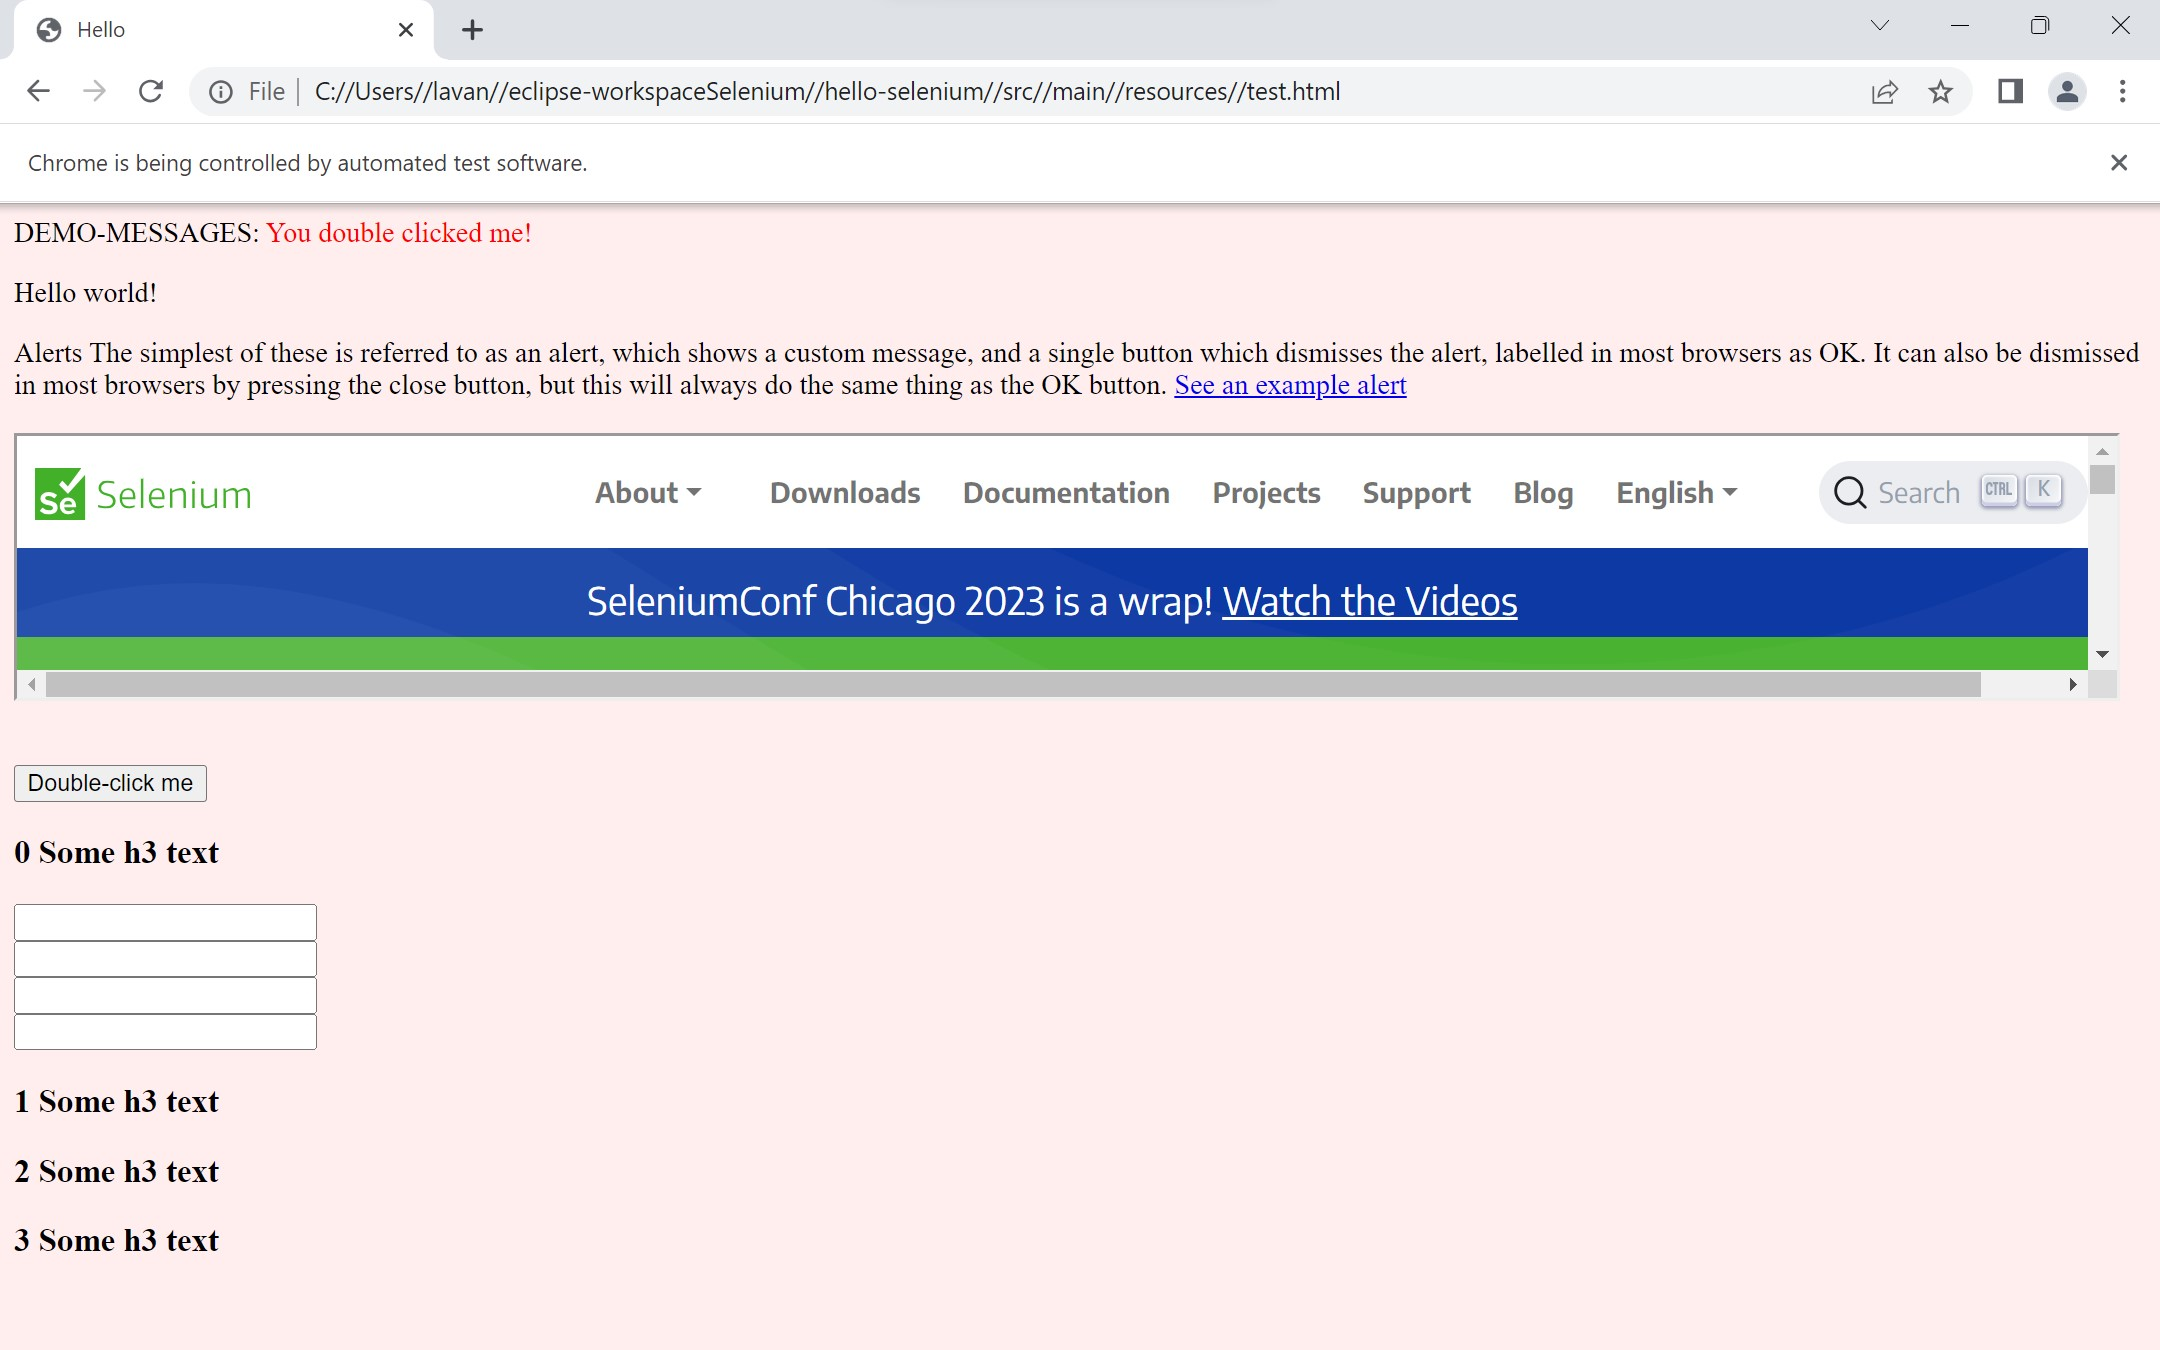 Hello
File C://Users//lavan//eclipse-workspaceSelenium//hello-selenium//src//main//resources//test.html
Chrome is being controlled by automated test software.
DEMO-MESSAGES: You double clicked me!
Hello world!
Alerts The simplest of these is referred to as an alert, which shows a custom message, and a single button which dismisses the alert, labelled in most browsers as OK. It can also be dismissed
in most browsers by pressing the close button, but this will always do the same thing as the OK button. See an example alert
Se Selenium About Downloads Documentation Projects Support Blog English Search CTRL K
SeleniumConf Chicago 2023 is a wrap! Watch the Videos
Double-click me
0 Some h3 text
1 Some h3 text
2 Some h3 text
3 Some h3 text